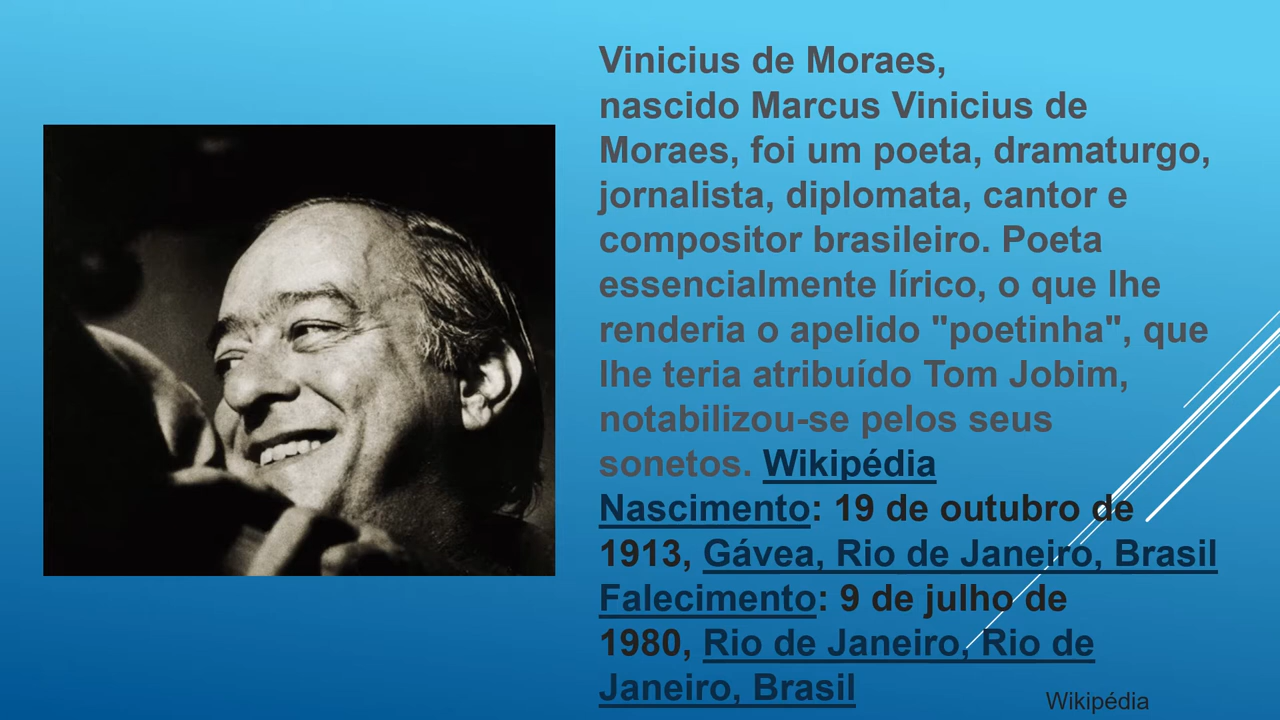 Vinicius de Moraes,
nascido Marcus Vinicius de
Moraes, foi um poeta, dramaturgo,
jornalista, diplomata, cantor e
compositor brasileiro. Poeta
essencialmente lírico, o que lhe
renderia o apelido "poetinha", que
lhe teria atribuído Tom Jobim,
notabilizou-se pelos seus
sonetos. Wikipédia
Nascimento: 19 de outubro de
1913, Gávea, Rio de Janeiro, Brasil
Falecimento: 9 de julho de
1980, Rio de Janeiro, Rio de
Janeiro, Brasil
Wikipédia